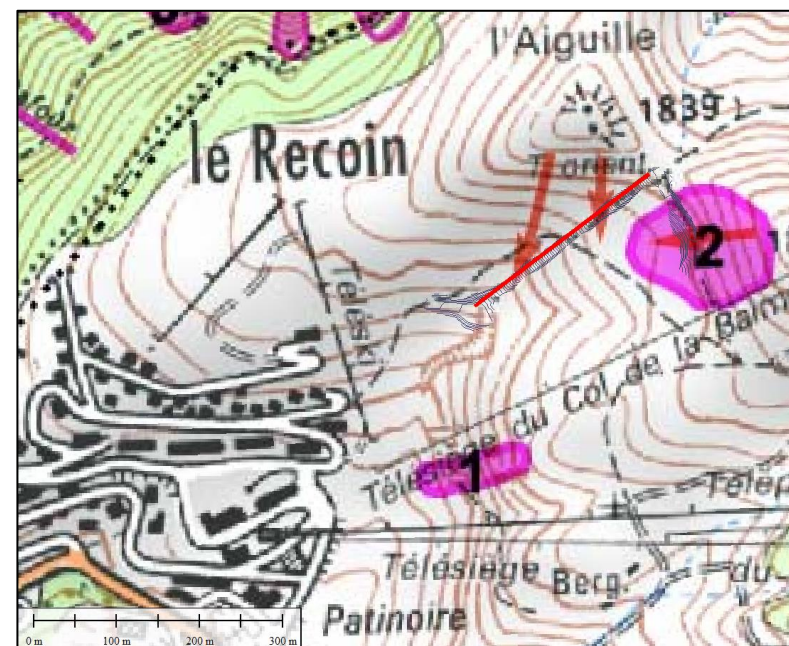 l'Aiguille
1839
le Recoin
2
Téléski
Télésiège du Col de la Balm
1
Télép
Télésiège
Berg.
du
Patinoire
0 m 100 m 200 m 300 m